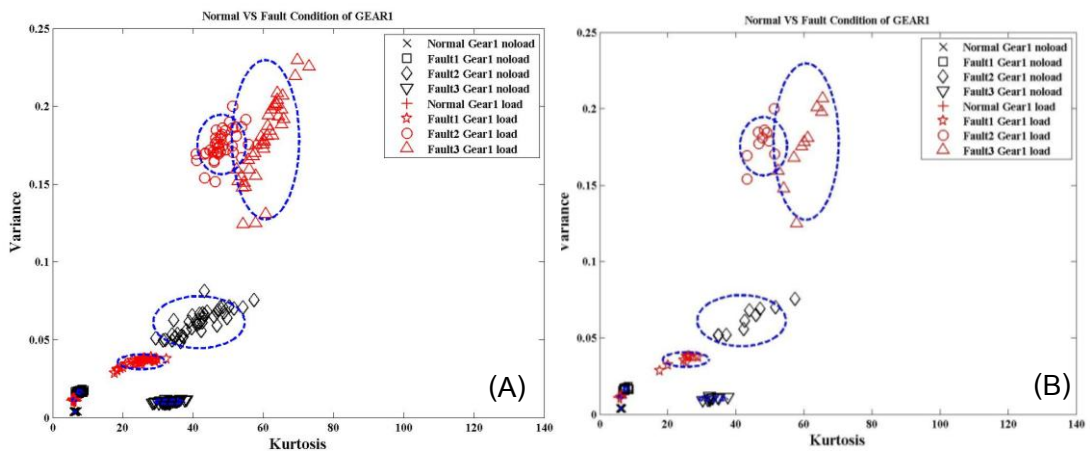 Normal VS Fault Condition of GEAR1
0.25
0.2
0.15
0.1
0.05
0
Variance
0
20
40
60
80
100
120
140
Kurtosis
Normal Gear1 noload
Fault1 Gear1 noload
Fault2 Gear1 noload
Fault3 Gear1 noload
Normal Gear1 load
Fault1 Gear1 load
Fault2 Gear1 load
Fault3 Gear1 load
(A)
Normal VS Fault Condition of GEAR1
0.25
0.2
0.15
0.1
0.05
0
variance
0
20
40
60
80
100
120
140
Kurtosis
Normal Gear1 noload
Fault1 Gear1 noload
Fault2 Gear1 noload
Fault3 Gear1 noload
Normal Gear1 load
Fault1 Gear1 load
Fault2 Gear1 load
Fault3 Gear1 load
(B)